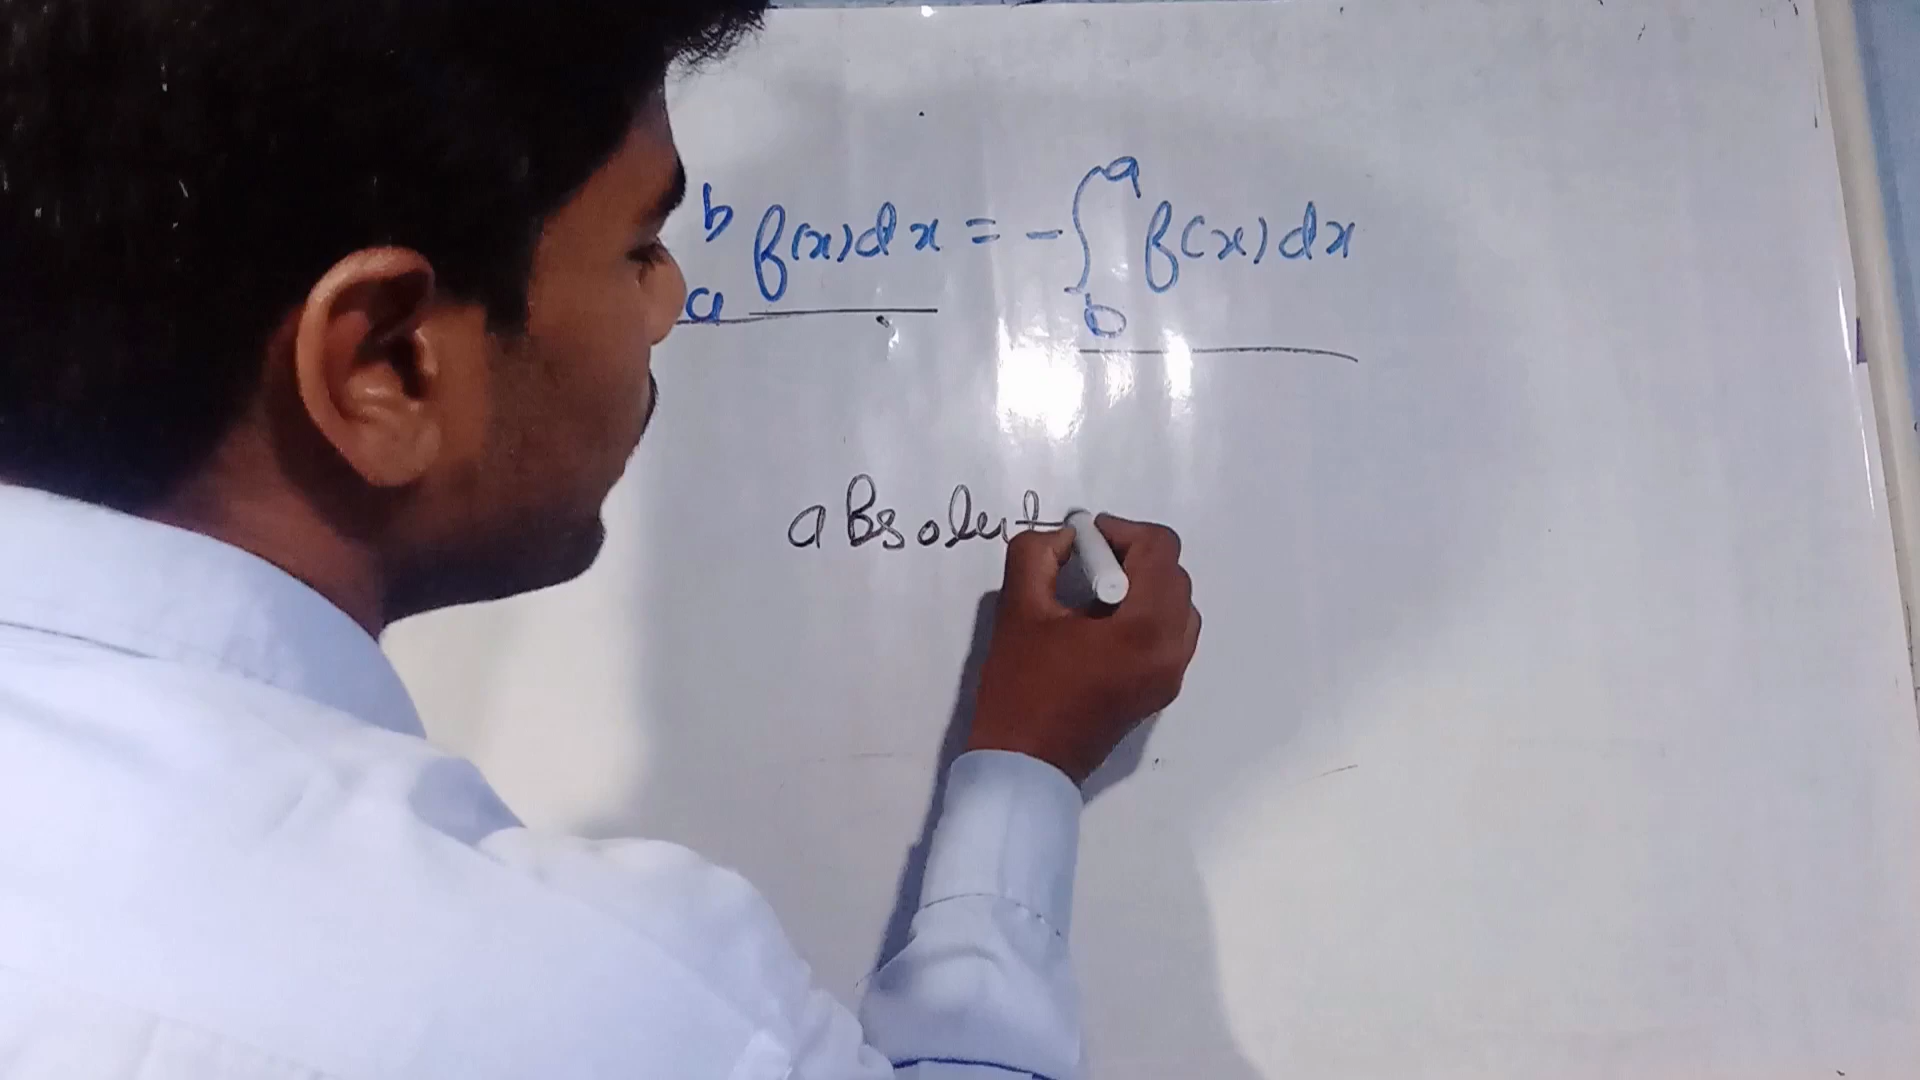 b f(x)dx = -∫ a b f(x)dx
a
aBsolut